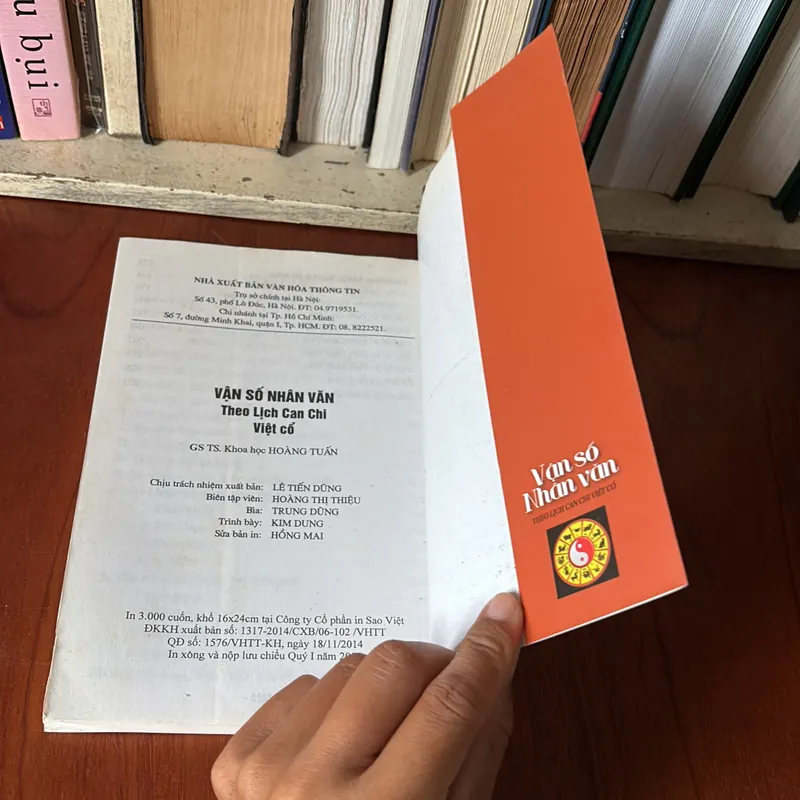 u bụi
NHÀ XUẤT BẢN VĂN HÓA THÔNG TIN
Trụ sở chính tại Hà Nội:
Số 43, phố Lò Đúc, Hà Nội. ĐT: 04.9719531.
Chi nhánh tại Tp. Hồ Chí Minh:
Số 7, đường Minh Khai, quận I, Tp. HCM. ĐT: 08. 8222521.
VẬN SỐ NHÂN VĂN
Theo Lịch Can Chi
Việt cổ
GS TS. Khoa học HOÀNG TUẤN
Chịu trách nhiệm xuất bản: LÊ TIẾN DŨNG
Biên tập viên: HOÀNG THỊ THIỆU
Bìa: TRUNG DŨNG
Trình bày: KIM DUNG
Sửa bản in: HỒNG MAI
In 3.000 cuốn, khổ 16x24cm tại Công ty Cổ phần in Sao Việt
ĐKKH xuất bản số: 1317-2014/CXB/06-102 /VHTT
QĐ số: 1576/VHTT-KH, ngày 18/11/2014
In xong và nộp lưu chiểu Quý I năm
Vận số
Nhân văn
THEO LỊCH CAN CHI VIỆT CỔ